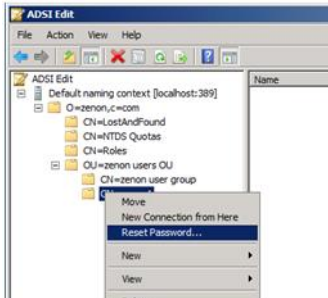 ADSI Edit
File Action View Help
ADSI Edit
Name
Default naming context [localhost:389]
O=zenon,c=com
CN=LostAndFound
CN=NTDS Quotas
CN=Roles
OU=zenon users OU
CN=zenon user group
Move
New Connection from Here
Reset Password...
New
View